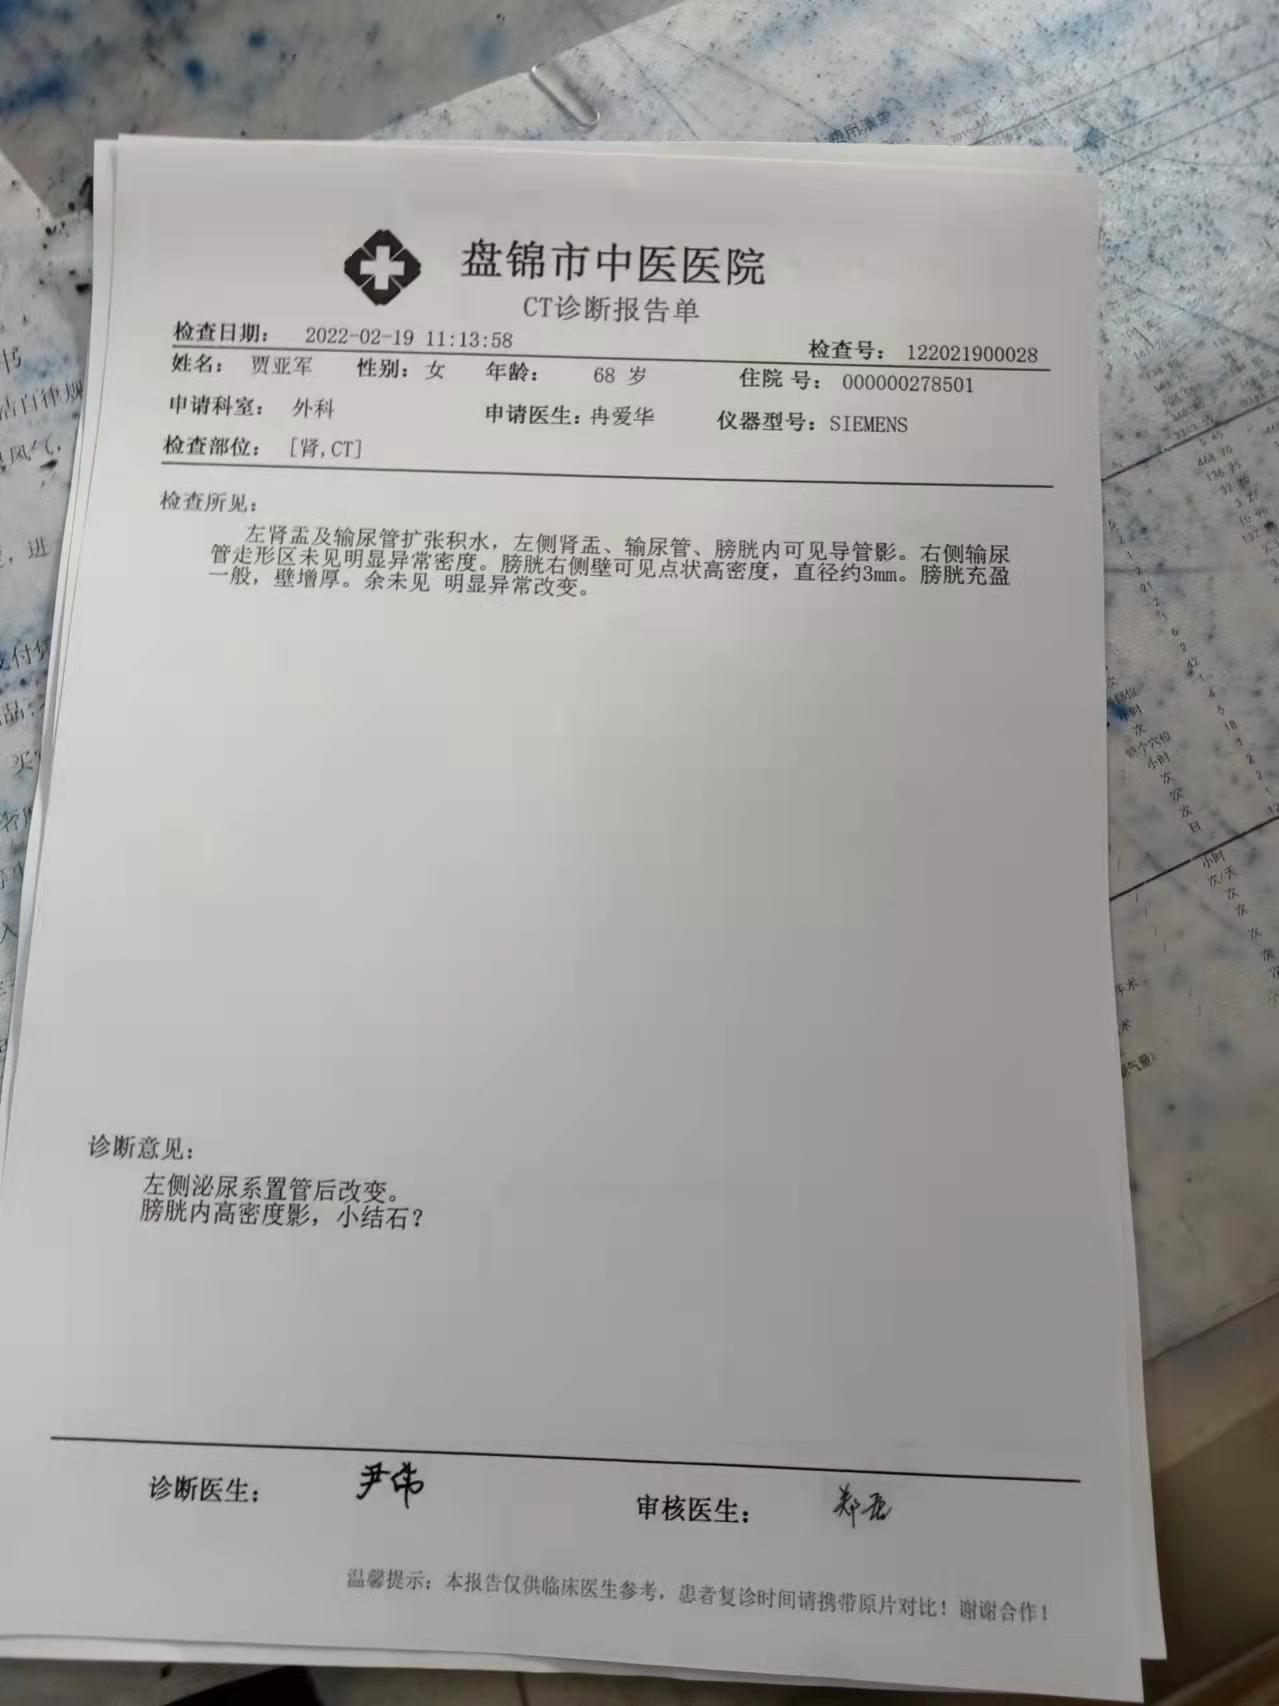 盘锦市中医医院
CT诊断报告单
检查日期： 2022-02-19 11:13:58 检查号： 122021900028
姓名： 贾亚军 性别： 女 年龄： 68 岁 住院 号： 000000278501
申请科室： 外科 申请医生：冉爱华 仪器型号：SIEMENS
检查部位： [肾,CT]
检查所见：
左肾盂及输尿管扩张积水，左侧肾盂、输尿管、膀胱内可见导管影。右侧输尿
管走形区未见明显异常密度。膀胱右侧壁可见点状高密度，直径约3mm。膀胱充盈
一般，壁增厚。余未见 明显异常改变。
诊断意见：
左侧泌尿系置管后改变。
膀胱内高密度影，小结石？
诊断医生： 尹伟
审核医生：
温馨提示：本报告仅供临床医生参考，患者复诊时间请携带原片对比！谢谢合作！